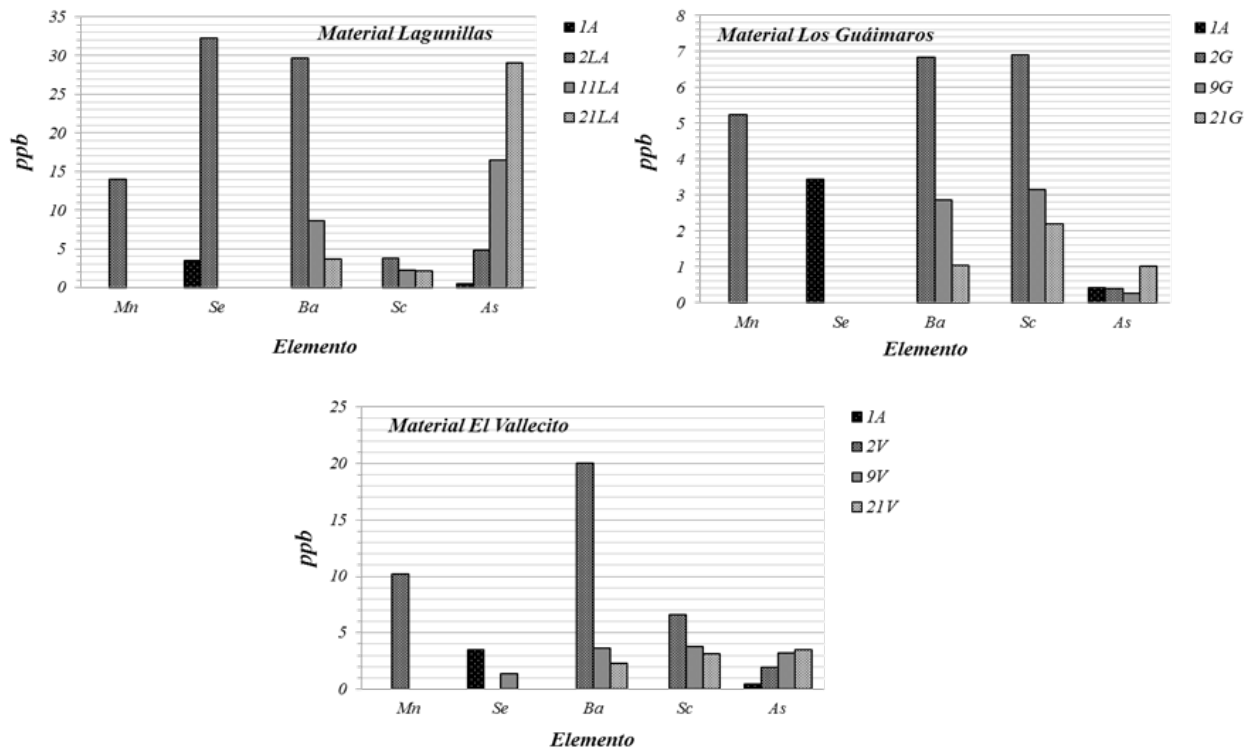 Material Lagunillas
35
30
25
20
15
10
5
0
ppb
Mn Se Ba Sc As
Elemento
1A
2LA
11LA
21LA
Material Los Guáimaros
8
7
6
5
4
3
2
1
0
ppb
Mn Se Ba Sc As
Elemento
1A
2G
9G
21G
Material El Vallecito
25
20
15
10
5
0
ppb
Mn Se Ba Sc As
Elemento
1A
2V
9V
21V